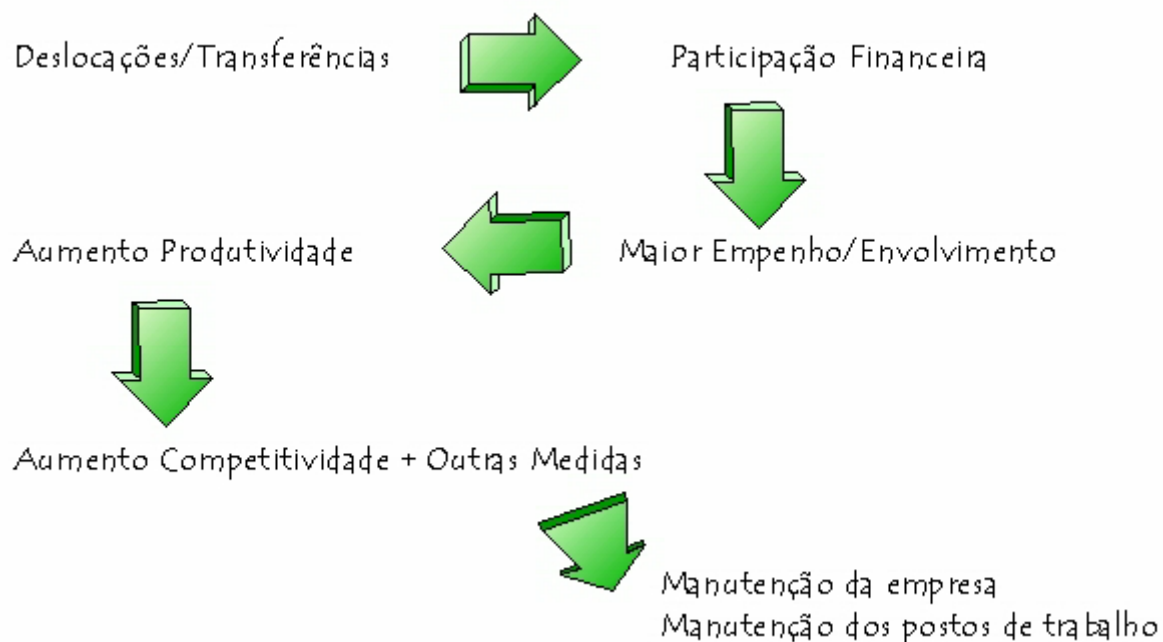 Deslocações/Transferências
Participação Financeira
Maior Empenho/Envolvimento
Aumento Produtividade
Aumento Competitividade + Outras Medidas
Manutenção da empresa
Manutenção dos postos de trabalho